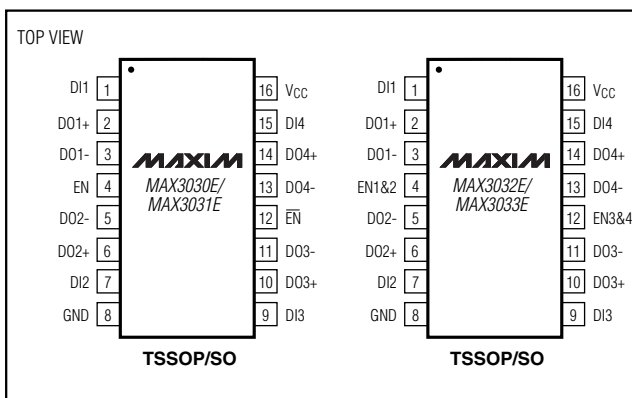 TOP VIEW
DI1 1
DO1+ 2
DO1- 3
EN 4
DO2- 5
DO2+ 6
DI2 7
GND 8
MAXIM
MAX3030E/
MAX3031E
16 VCC
15 DI4
14 DO4+
13 DO4-
12 E̅N̅
11 DO3-
10 DO3+
9 DI3
TSSOP/SO
DI1 1
DO1+ 2
DO1- 3
EN1&2 4
DO2- 5
DO2+ 6
DI2 7
GND 8
MAXIM
MAX3032E/
MAX3033E
16 VCC
15 DI4
14 DO4+
13 DO4-
12 EN3&4
11 DO3-
10 DO3+
9 DI3
TSSOP/SO